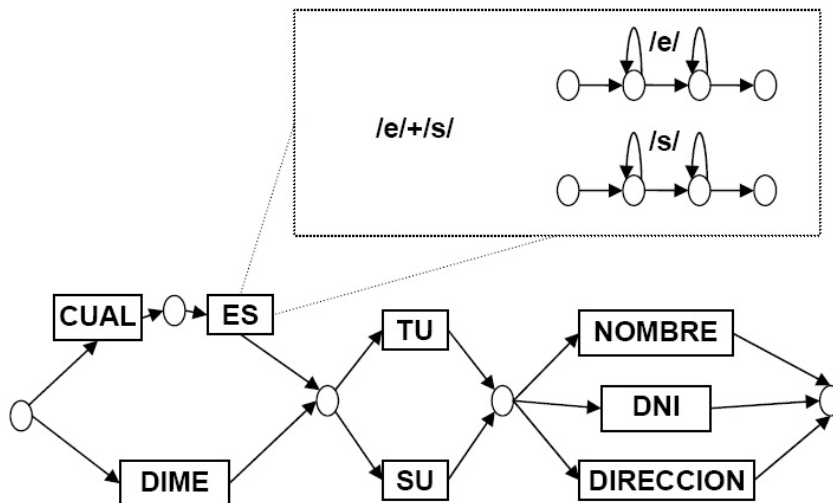 /e/
/e/+/s/
/s/
CUAL
ES
TU
NOMBRE
DNI
DIME
SU
DIRECCION